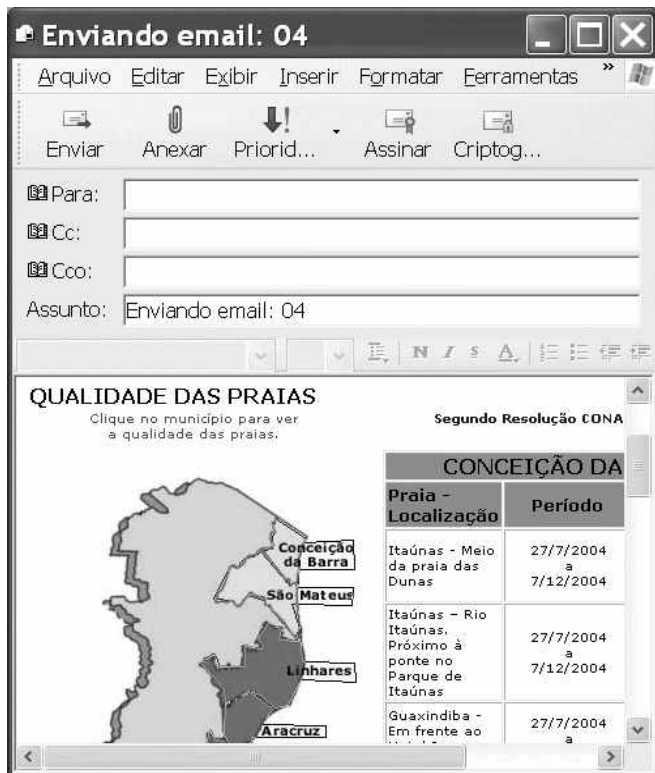 Enviando email: 04
Arquivo Editar Exibir Inserir Formatar Ferramentas »
Enviar Anexar Priorid... Assinar Criptog...
Para:
Cc:
Cco:
Assunto: Enviando email: 04
N I S A
QUALIDADE DAS PRAIAS
Clique no município para ver
a qualidade das praias.
Segundo Resolução CONA
CONCEIÇÃO DA
Praia -
Localização
Período
Itaúnas - Meio
da praia das
Dunas
27/7/2004
a
7/12/2004
Itaúnas – Rio
Itaúnas.
Próximo à
ponte no
Parque de
Itaúnas
27/7/2004
a
7/12/2004
Guaxindiba -
Em frente ao
27/7/2004
a
Conceição
da Barra
São Mateus
Linhares
Aracruz